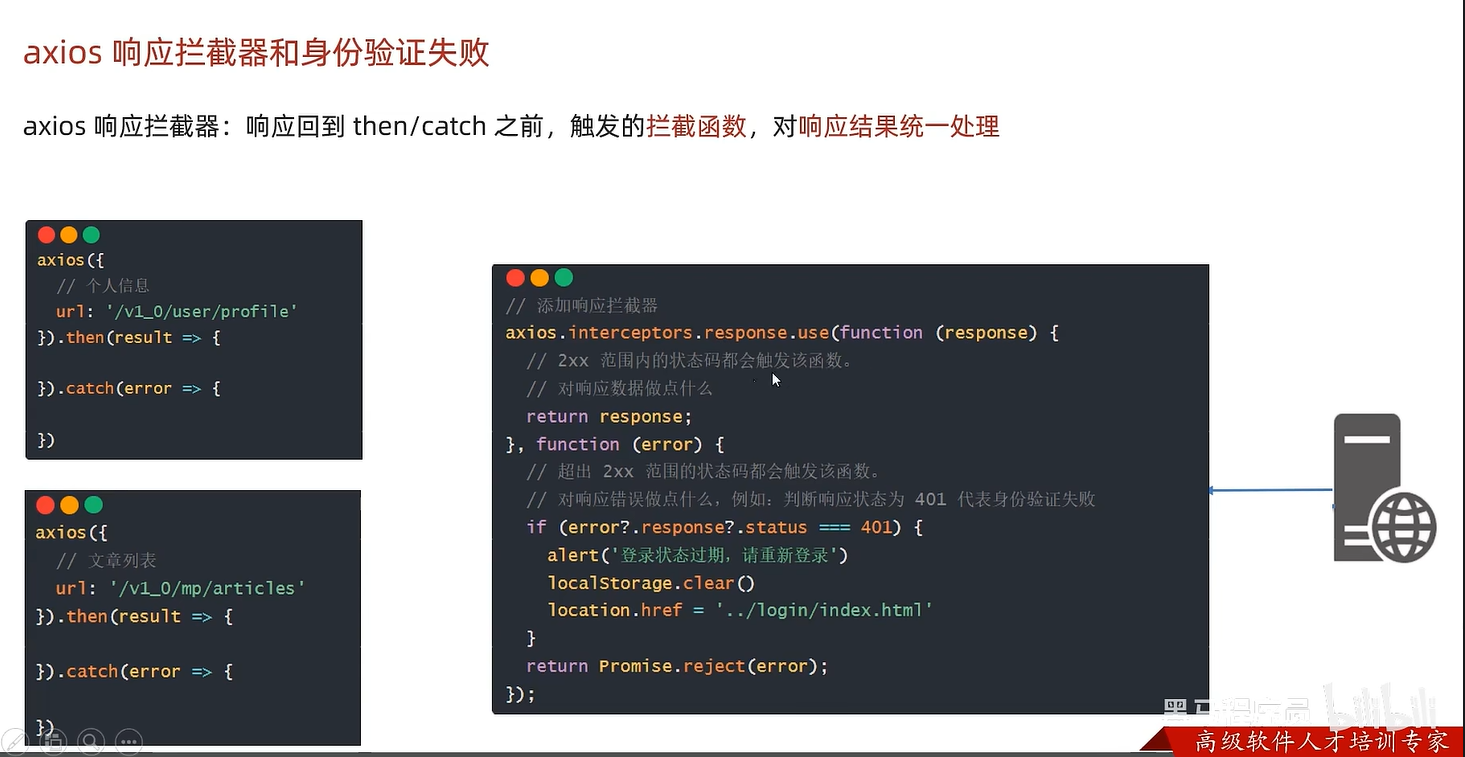 axios 响应拦截器和身份验证失败
axios 响应拦截器：响应回到 then/catch 之前，触发的拦截函数，对响应结果统一处理
axios({
// 个人信息
url: '/v1_0/user/profile'
}).then(result => {
}).catch(error => {
})
axios({
// 文章列表
url: '/v1_0/mp/articles'
}).then(result => {
}).catch(error => {
})
// 添加响应拦截器
axios.interceptors.response.use(function (response) {
// 2xx 范围内的状态码都会触发该函数。
// 对响应数据做点什么
return response;
}, function (error) {
// 超出 2xx 范围的状态码都会触发该函数。
// 对响应错误做点什么，例如：判断响应状态为 401 代表身份验证失败
if (error?.response?.status === 401) {
alert('登录状态过期，请重新登录')
localStorage.clear()
location.href = '../login/index.html'
}
return Promise.reject(error);
});
黑马程序员 bilibili
高级软件人才培训专家